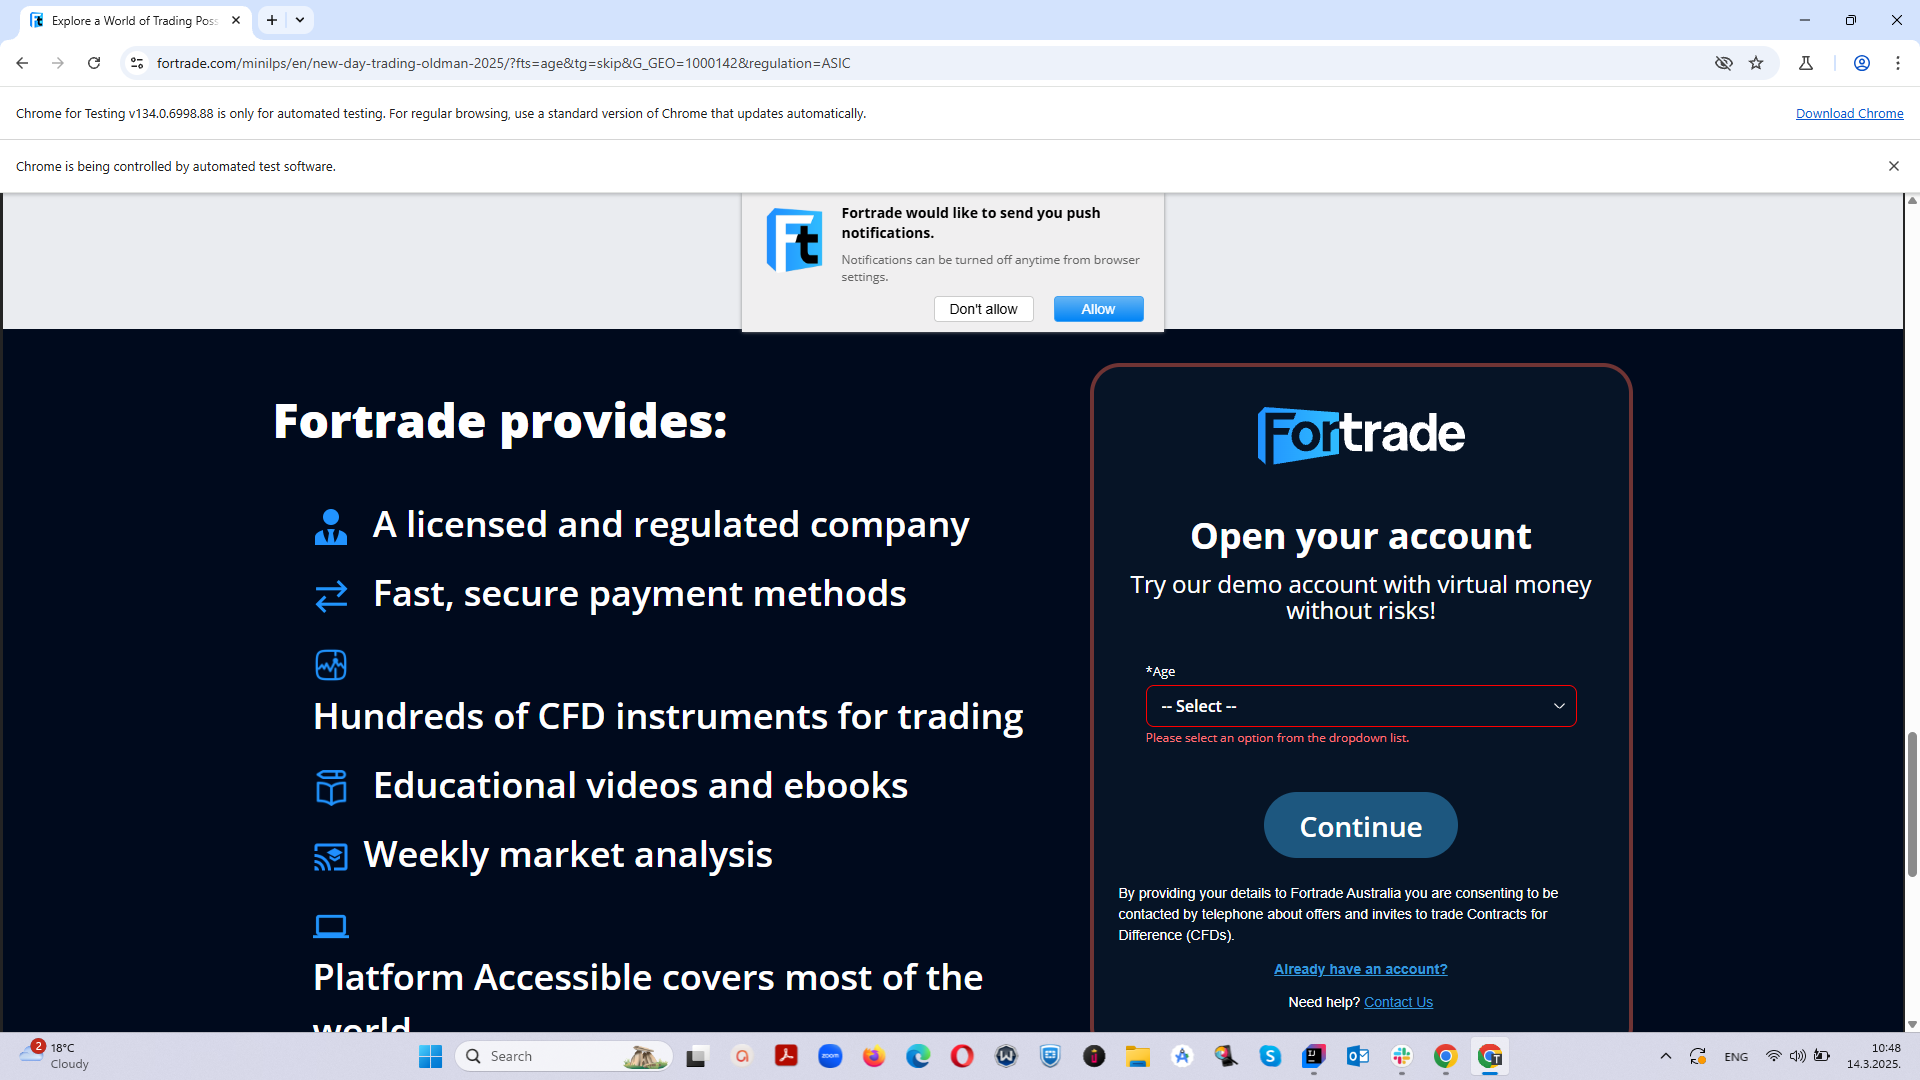 Explore a World of Trading Poss
fortrade.com/minilps/en/new-day-trading-oldman-2025/?fts=age&tg=skip&G_GEO=1000142&regulation=ASIC
Chrome for Testing v134.0.6998.88 is only for automated testing. For regular browsing, use a standard version of Chrome that updates automatically.
Download Chrome
Chrome is being controlled by automated test software.
Ft
Fortrade would like to send you push
notifications.
Notifications can be turned off anytime from browser
settings.
Don't allow
Allow
Fortrade provides:
A licensed and regulated company
Fast, secure payment methods
Hundreds of CFD instruments for trading
Educational videos and ebooks
Weekly market analysis
Platform Accessible covers most of the
world
Fortrade
Open your account
Try our demo account with virtual money
without risks!
*Age
-- Select --
Please select an option from the dropdown list.
Continue
By providing your details to Fortrade Australia you are consenting to be
contacted by telephone about offers and invites to trade Contracts for
Difference (CFDs).
Already have an account?
Need help? Contact Us
2
18°C
Cloudy
Search
zoom
ENG
10:48
14.3.2025.